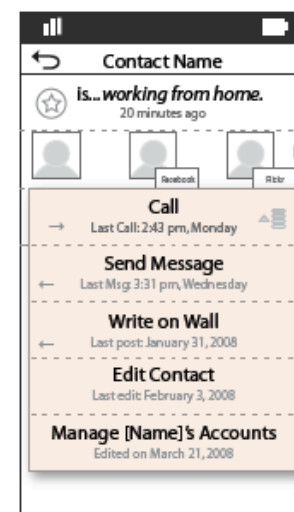 Contact Name
is...working from home.
20 minutes ago
Facebook
Flickr
Call
Last Call: 2:43 pm, Monday
Send Message
Last Msg: 3:31 pm, Wednesday
Write on Wall
Last post: January 31, 2008
Edit Contact
Last edit: February 3, 2008
Manage [Name]'s Accounts
Edited on March 21, 2008